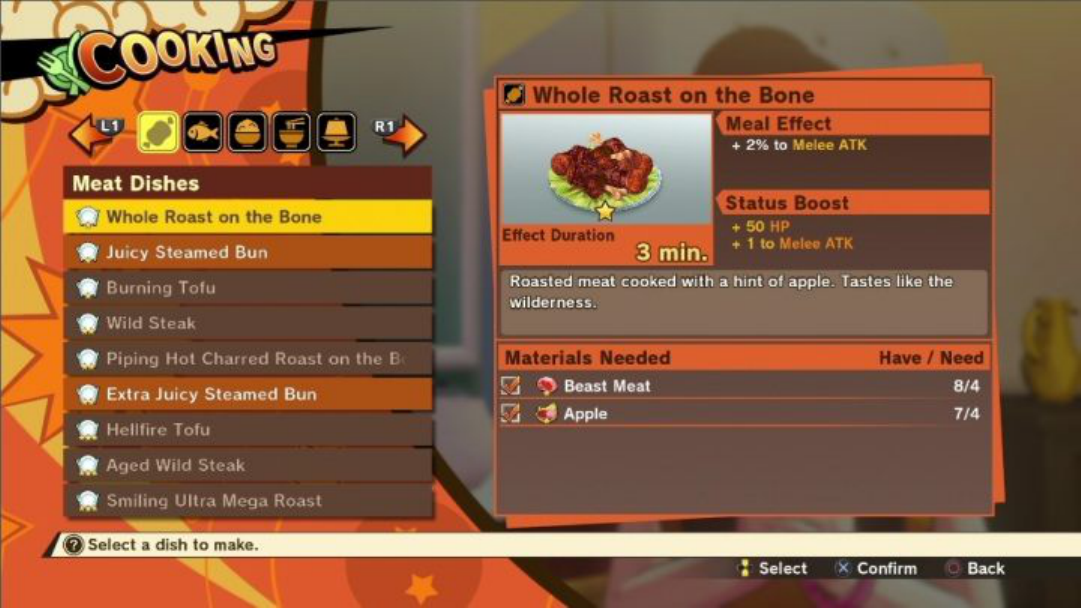 COOKING
L1
R1
Meat Dishes
Whole Roast on the Bone
Juicy Steamed Bun
Burning Tofu
Wild Steak
Piping Hot Charred Roast on the B
Extra Juicy Steamed Bun
Hellfire Tofu
Aged Wild Steak
Smiling Ultra Mega Roast
Whole Roast on the Bone
Meal Effect
+ 2% to Melee ATK
Status Boost
+ 50 HP
+ 1 to Melee ATK
Effect Duration
3 min.
Roasted meat cooked with a hint of apple. Tastes like the
wilderness.
Materials Needed Have / Need
Beast Meat 8/4
Apple 7/4
? Select a dish to make.
Select Confirm Back